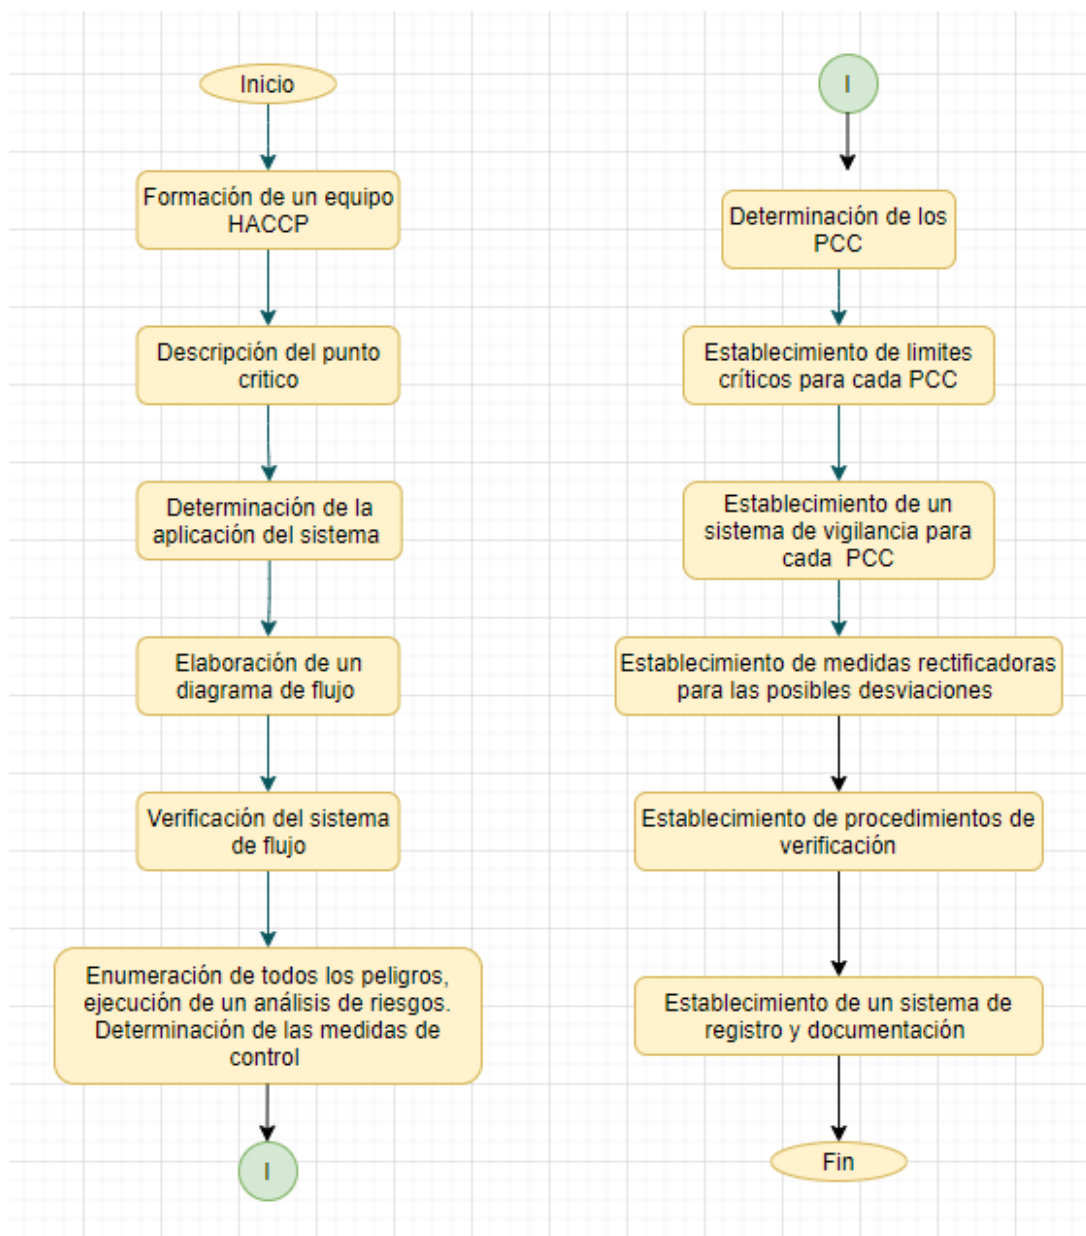 Inicio
Formación de un equipo
HACCP
Descripción del punto
critico
Determinación de la
aplicación del sistema
Elaboración de un
diagrama de flujo
Verificación del sistema
de flujo
Enumeración de todos los peligros,
ejecución de un análisis de riesgos.
Determinación de las medidas de
control
I
I
Determinación de los
PCC
Establecimiento de limites
críticos para cada PCC
Establecimiento de un
sistema de vigilancia para
cada PCC
Establecimiento de medidas rectificadoras
para las posibles desviaciones
Establecimiento de procedimientos de
verificación
Establecimiento de un sistema de
registro y documentación
Fin